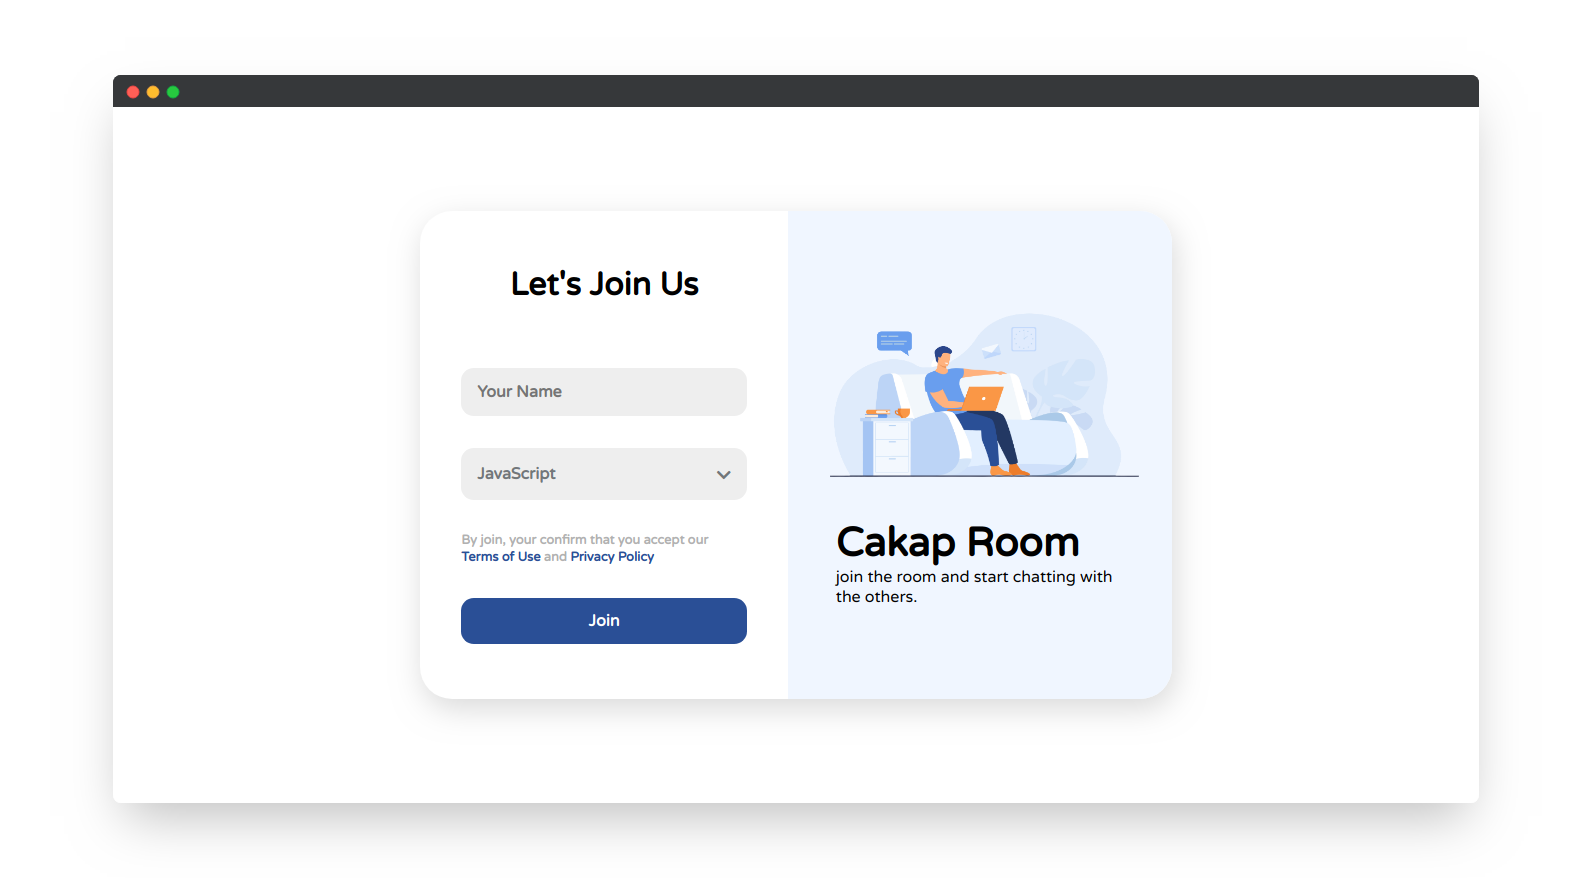 Let's Join Us
Your Name
JavaScript
By join, your confirm that you accept our
Terms of Use and Privacy Policy
Join
Cakap Room
join the room and start chatting with
the others.